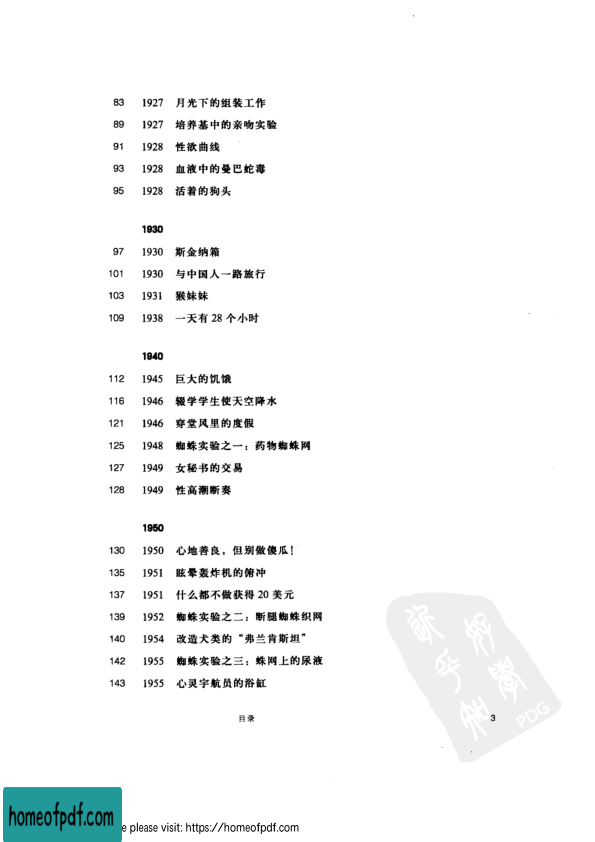 83 1927 月光下的组装工作
89 1927 培养基中的亲吻实验
91 1928 性欲曲线
93 1928 血液中的曼巴蛇毒
95 1928 活着的狗头
1930
97 1930 斯金纳箱
101 1930 与中国人一路旅行
103 1931 猴妹妹
109 1938 一天有 28 个小时
1940
112 1945 巨大的饥饿
116 1946 辍学学生使天空降水
121 1946 穿堂风里的度假
125 1948 蜘蛛实验之一：药物蜘蛛网
127 1949 女秘书的交易
128 1949 性高潮断奏
1950
130 1950 心地善良，但别做傻瓜！
135 1951 眩晕轰炸机的俯冲
137 1951 什么都不做获得 20 美元
139 1952 蜘蛛实验之二：断腿蜘蛛织网
140 1954 改造犬类的“弗兰肯斯坦”
142 1955 蜘蛛实验之三：蛛网上的尿液
143 1955 心灵宇航员的浴缸
PDG
目录 3
homeofpdf.com
e please visit: https://homeofpdf.com